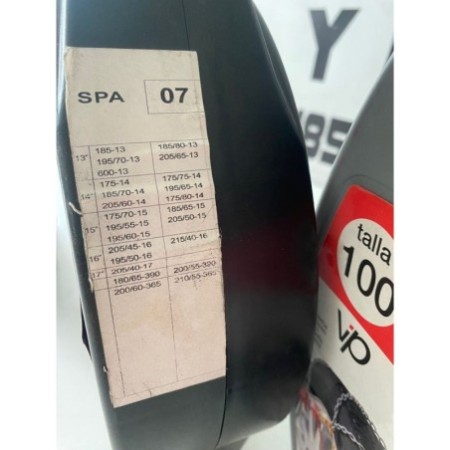 SPA 07
13" 185-13 185/80-13
195/70-13 205/65-13
600-13
14" 175-14 175/75-14
185/70-14 195/65-14
205/60-14 175/80-14
15" 175/70-15 185/65-15
195/55-15 205/50-15
195/60-15
16" 205/45-16 215/40-16
195/50-16
17" 205/40-17
180/65-390 200/55-320
200/60-365 210/55-365
Y
185
talla
100
VIP